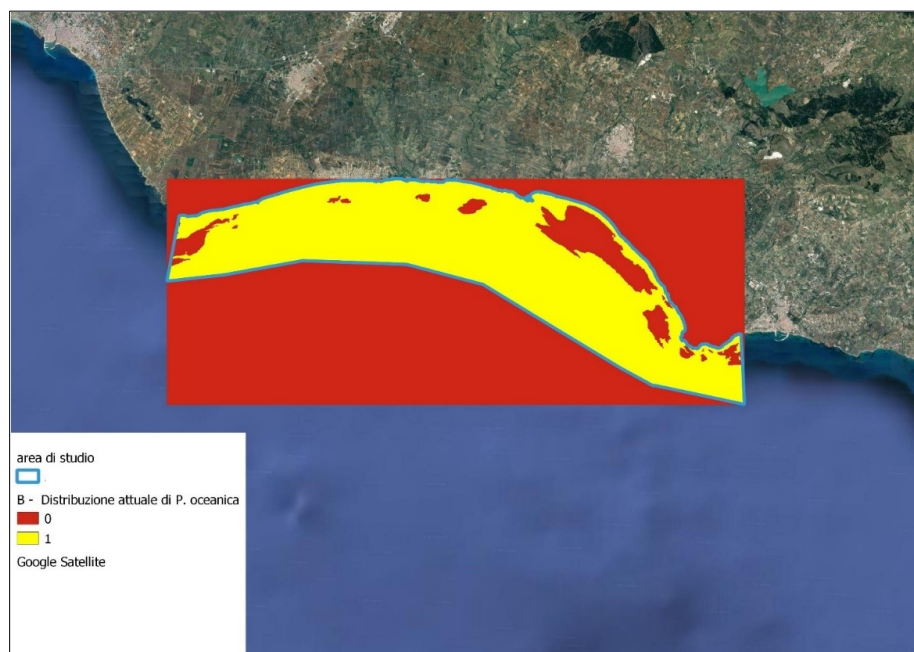 area di studio
B - Distribuzione attuale di P. oceanica
0
1
Google Satellite